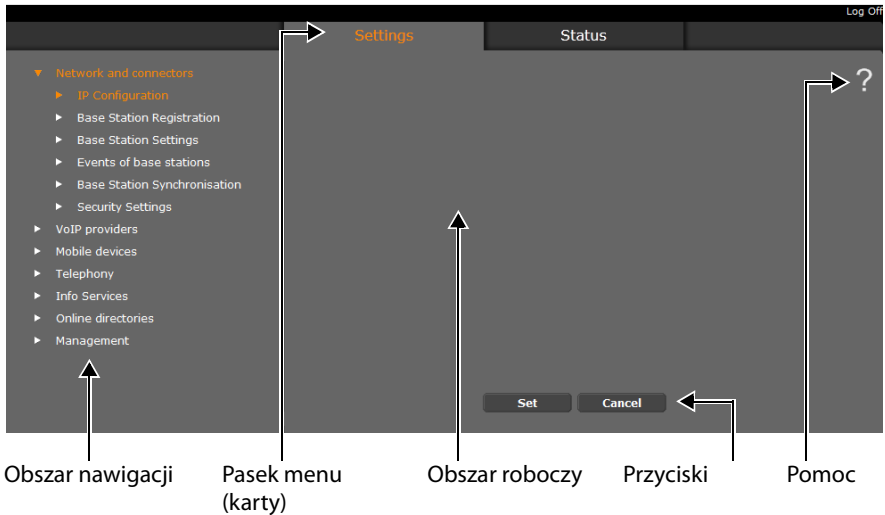 Log Off
Settings
Status
Network and connectors
IP Configuration
Base Station Registration
Base Station Settings
Events of base stations
Base Station Synchronisation
Security Settings
VoIP providers
Mobile devices
Telephony
Info Services
Online directories
Management
?
Set
Cancel
Obszar nawigacji
Pasek menu
(karty)
Obszar roboczy
Przyciski
Pomoc